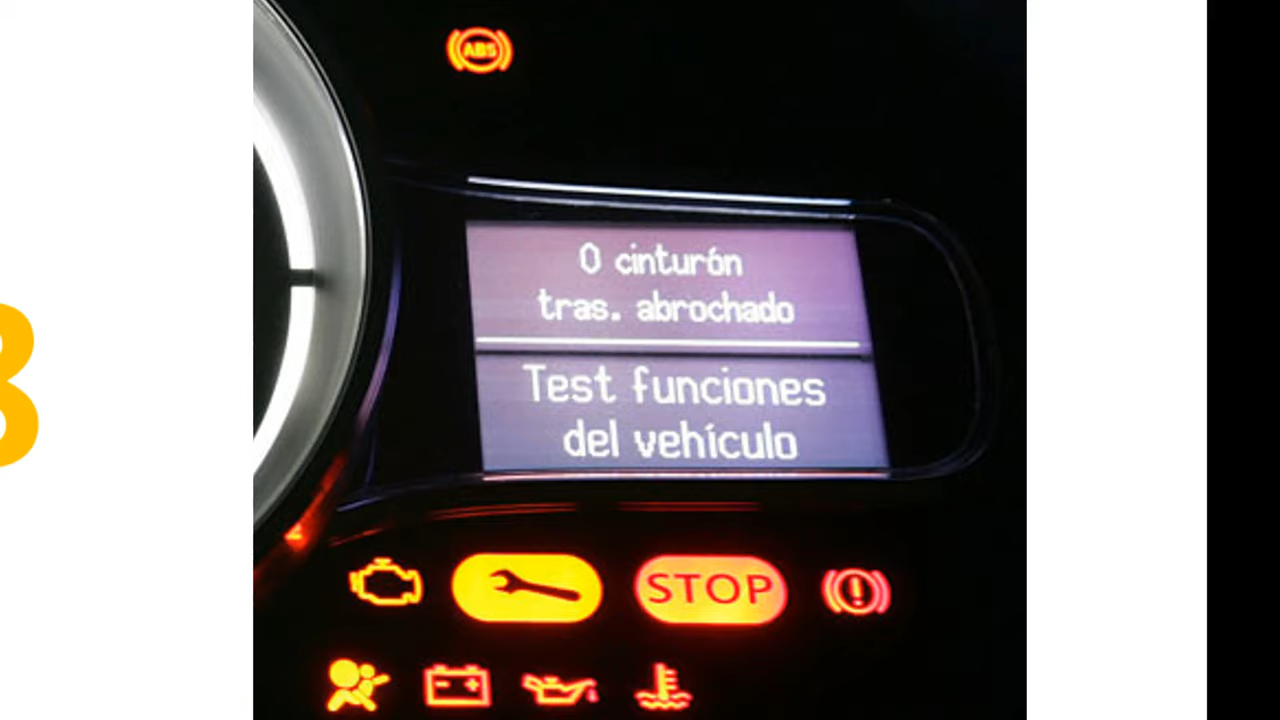 ABS
0 cinturón
tras. abrochado
Test funciones
del vehículo
STOP